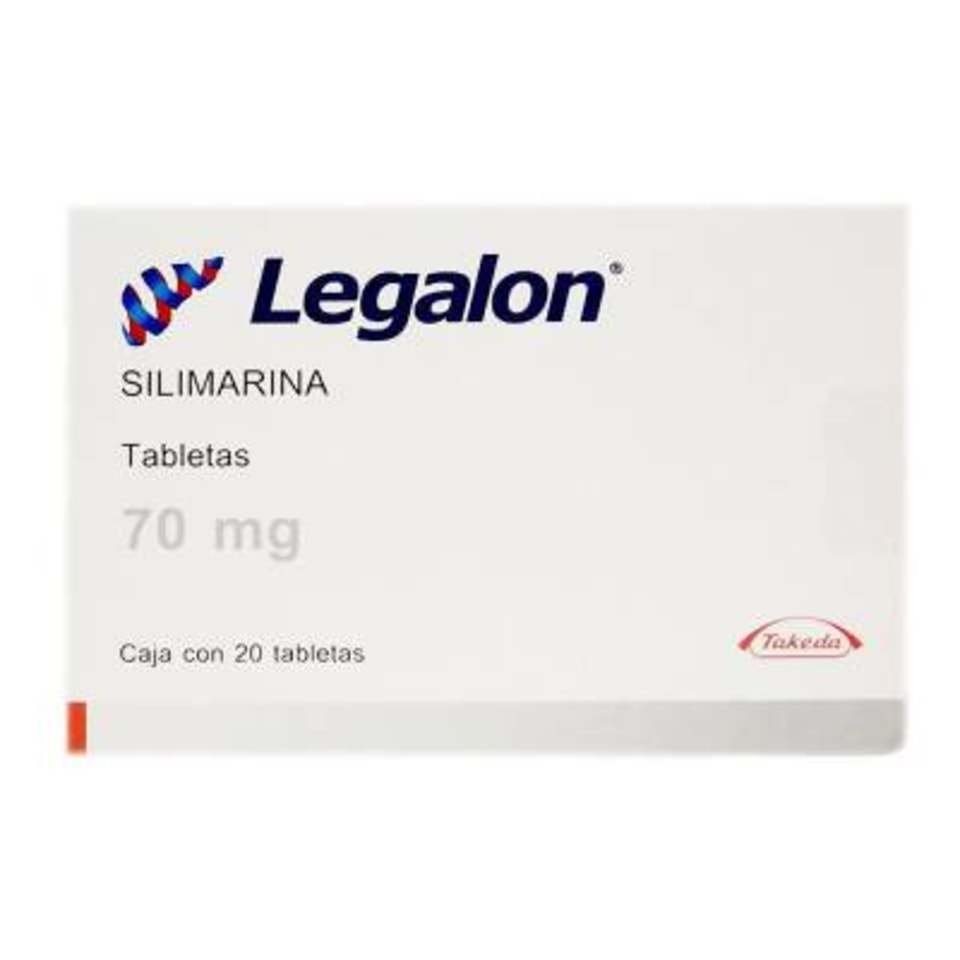 Legalon®
SILIMARINA
Tabletas
70 mg
Caja con 20 tabletas
Takeda